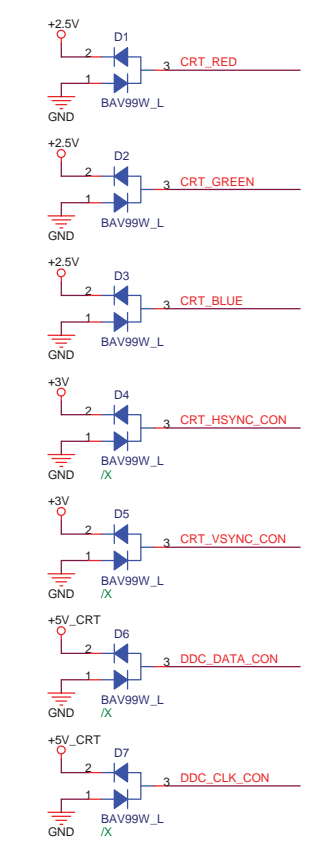 +2.5V
D1
2
3 CRT_RED
1
BAV99W_L
GND
+2.5V
D2
2
3 CRT_GREEN
1
BAV99W_L
GND
+2.5V
D3
2
3 CRT_BLUE
1
BAV99W_L
GND
+3V
D4
2
3 CRT_HSYNC_CON
1
BAV99W_L
GND /X
+3V
D5
2
3 CRT_VSYNC_CON
1
BAV99W_L
GND /X
+5V_CRT
D6
2
3 DDC_DATA_CON
1
BAV99W_L
GND /X
+5V_CRT
D7
2
3 DDC_CLK_CON
1
BAV99W_L
GND /X